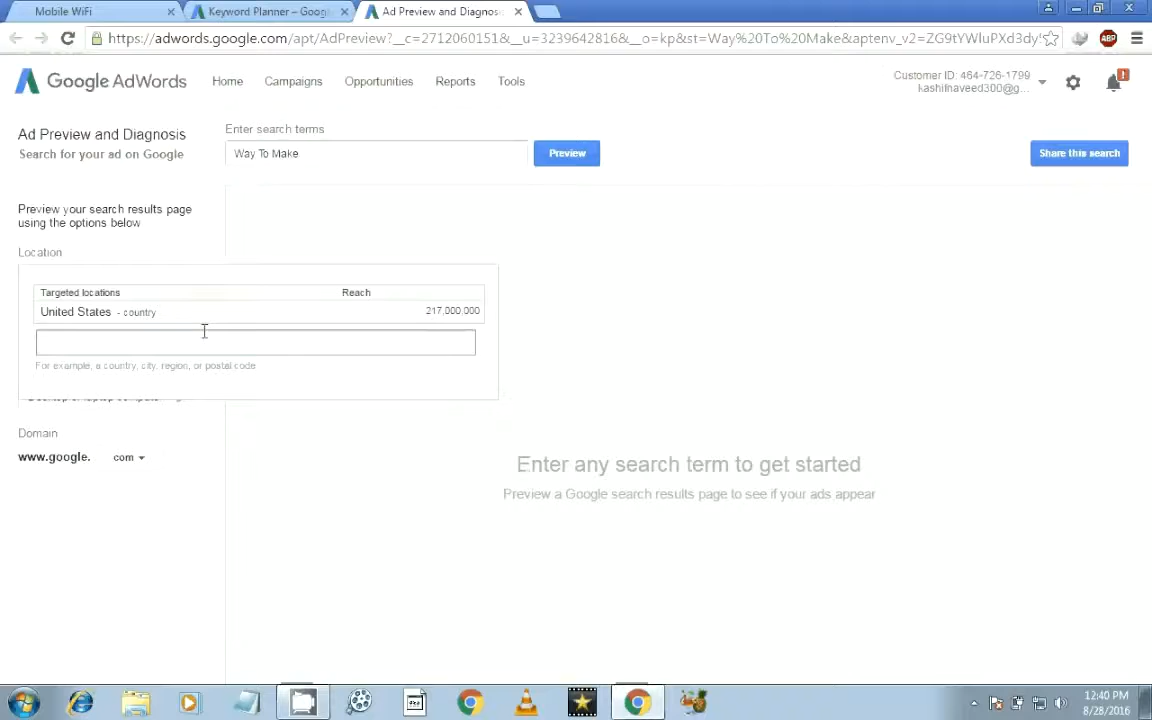 Mobile WiFi
Keyword Planner – Goog
Ad Preview and Diagnos
https://adwords.google.com/apt/AdPreview?__c=2712060151&__u=3239642816&__o=kp&st=Way%20To%20Make&aptenv_v2=ZG9tYWluPXd3dy
ABP
Google AdWords
Home
Campaigns
Opportunities
Reports
Tools
Customer ID: 464-726-1799
kashifnaveed300@g...
Ad Preview and Diagnosis
Search for your ad on Google
Enter search terms
Way To Make
Preview
Share this search
Preview your search results page
using the options below
Location
Targeted locations
Reach
United States - country
217,000,000
For example, a country, city, region, or postal code
Domain
www.google. com
Enter any search term to get started
Preview a Google search results page to see if your ads appear
12:40 PM
8/28/2016